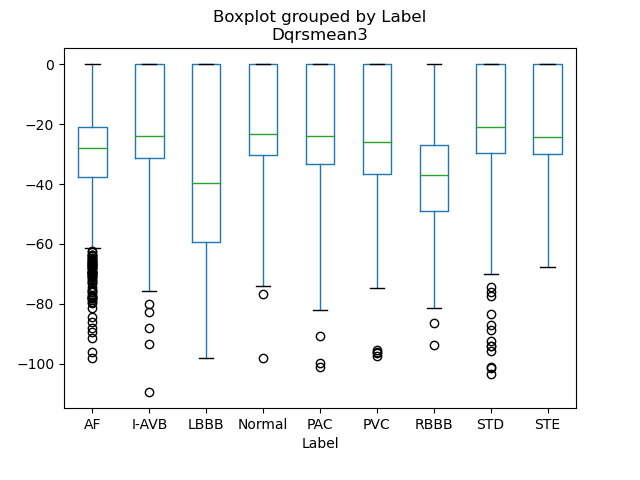 Boxplot grouped by Label
Dqrsmean3
0
−20
−40
−60
−80
−100
AF I-AVB LBBB Normal PAC PVC RBBB STD STE
Label